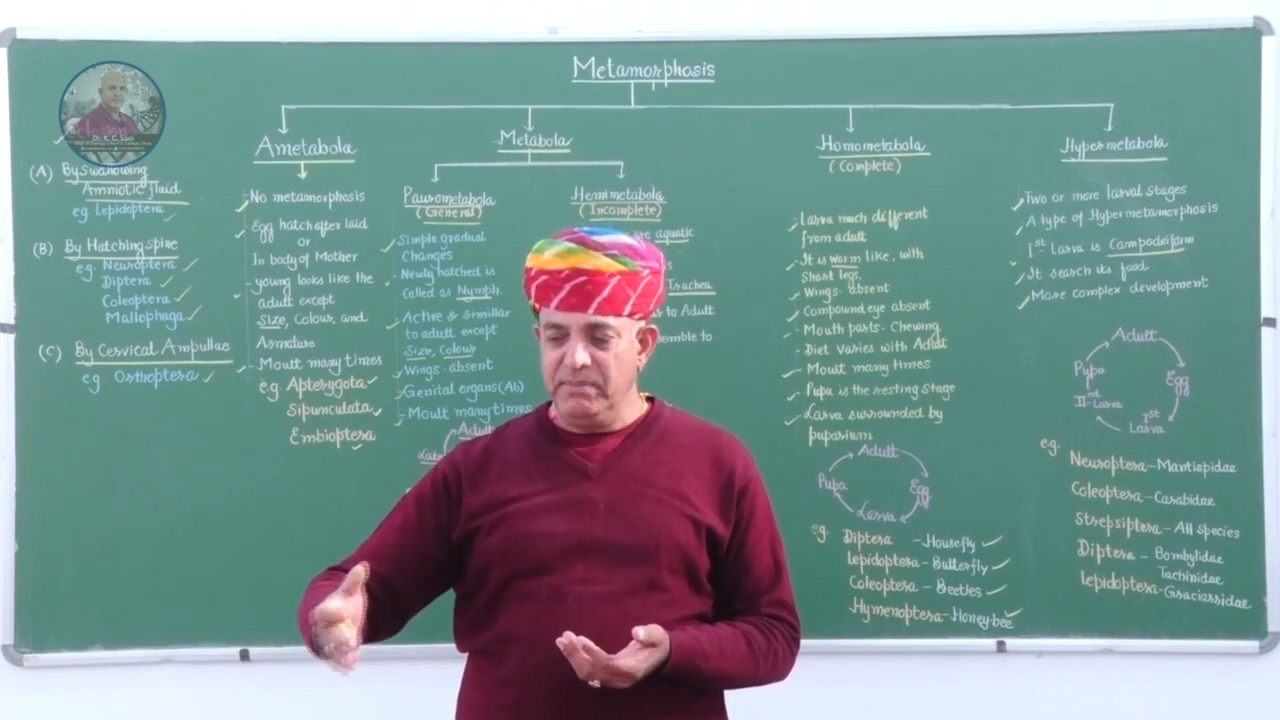 Metamorphosis
Dr. K. C. Soni
(A) By Swallowing
Amniotic fluid
eg. Lepidoptera
(B) By Hatching spine
e.g. Neuroptera
Diptera
Coleoptera
Mallophaga
(C) By Cervical Ampullae
e.g. Orthoptera
Ametabola
No metamorphosis
Egg hatch after laid
or
In body of Mother
- young looks like the
adult except
Size, Colour, and
Armature
- Moult many times
e.g. Apterygota
Sipunculata
Embioptera
Metabola
Paurometabola
(General)
Simple gradual
Changes
- Newly hatched is
called as Nymph.
- Active & Simillar
to adult except
Size, Colour
- Wings-absent
- Genital organs (Ab)
- Moult many times
Adult
Hemimetabola
(Incomplete)
are aquatic
Trachea
to Adult
semble to
Homometabola
(Complete)
- Larva much different
from adult
- It is worm like, with
Short legs.
- Wings-absent
- Compound eye absent
- Mouth parts - Chewing
- Diet varies with Adult
- Moult many times
- Pupa is the resting stage
- Larva surrounded by
puparium
Adult
Pupa
Egg
Larva
eg. Diptera - Housefly
Lepidoptera - Butterfly
Coleoptera - Beetles
Hymenoptera - Honey-bee
Hypermetabola
Two or more larval stages
A type of Hypermetamorphosis
Ist Larva is Campodeiform
It search its food
More complex development
Adult
Pupa
Egg
IInd Larva
Ist
Larva
e.g.
Neuroptera - Mantispidae
Coleoptera - Carabidae
Strepsiptera - All species
Diptera - Bombylidae
Tachinidae
Lepidoptera - Graciarsidae